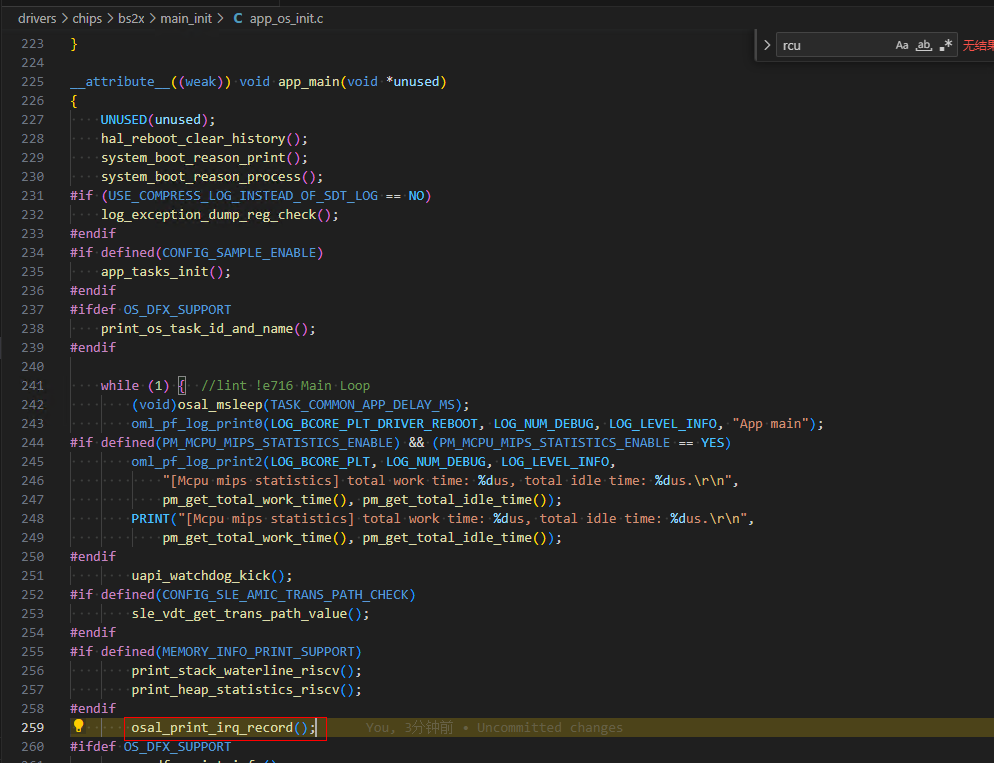 drivers > chips > bs2x > main_init > C app_os_init.c
rcu Aa ab .* 无结果
223 }
224
225 __attribute__((weak)) void app_main(void *unused)
226 {
227 UNUSED(unused);
228 hal_reboot_clear_history();
229 system_boot_reason_print();
230 system_boot_reason_process();
231 #if (USE_COMPRESS_LOG_INSTEAD_OF_SDT_LOG == NO)
232 log_exception_dump_reg_check();
233 #endif
234 #if defined(CONFIG_SAMPLE_ENABLE)
235 app_tasks_init();
236 #endif
237 #ifdef OS_DFX_SUPPORT
238 print_os_task_id_and_name();
239 #endif
240
241 while (1) { //lint !e716 Main Loop
242 (void)osal_msleep(TASK_COMMON_APP_DELAY_MS);
243 oml_pf_log_print0(LOG_BCORE_PLT_DRIVER_REBOOT, LOG_NUM_DEBUG, LOG_LEVEL_INFO, "App main");
244 #if defined(PM_MCPU_MIPS_STATISTICS_ENABLE) && (PM_MCPU_MIPS_STATISTICS_ENABLE == YES)
245 oml_pf_log_print2(LOG_BCORE_PLT, LOG_NUM_DEBUG, LOG_LEVEL_INFO,
246 "[Mcpu mips statistics] total work time: %dus, total idle time: %dus.\r\n",
247 pm_get_total_work_time(), pm_get_total_idle_time());
248 PRINT("[Mcpu mips statistics] total work time: %dus, total idle time: %dus.\r\n",
249 pm_get_total_work_time(), pm_get_total_idle_time());
250 #endif
251 uapi_watchdog_kick();
252 #if defined(CONFIG_SLE_AMIC_TRANS_PATH_CHECK)
253 sle_vdt_get_trans_path_value();
254 #endif
255 #if defined(MEMORY_INFO_PRINT_SUPPORT)
256 print_stack_waterline_riscv();
257 print_heap_statistics_riscv();
258 #endif
259 osal_print_irq_record(); You, 3分钟前 • Uncommitted changes
260 #ifdef OS_DFX_SUPPORT